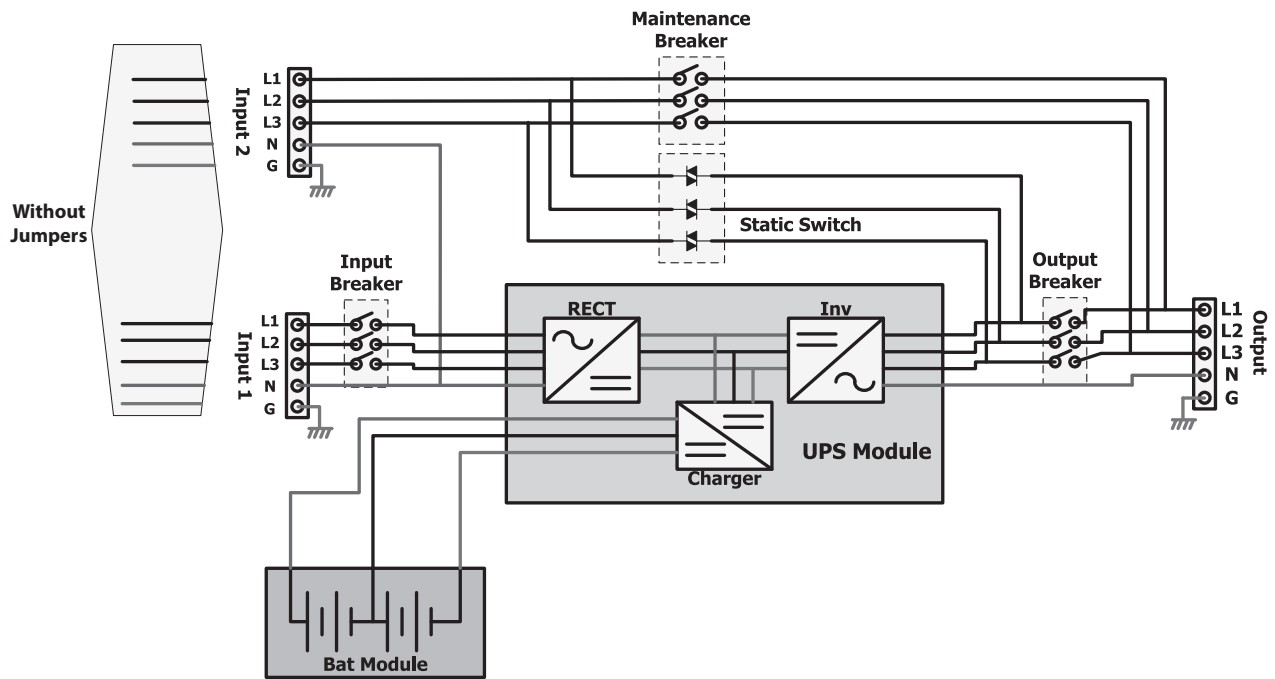 Maintenance
Breaker
L1
L2
L3
N
G
Input 2
Without
Jumpers
Static Switch
Input
Breaker
Output
Breaker
L1
L2
L3
N
G
Input 1
RECT
Inv
L1
L2
L3
N
G
Output
UPS Module
Charger
Bat Module